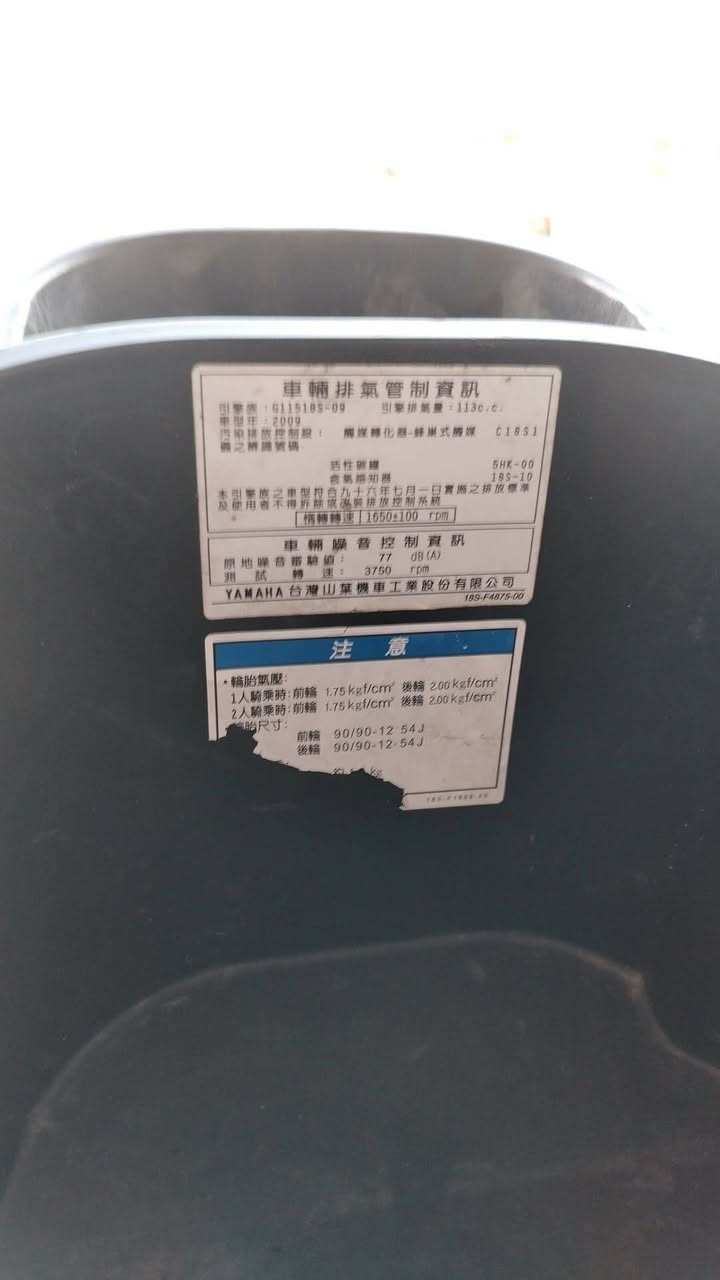 車輛排氣管制資訊
引擎族：G1151BS-09 引擎排氣量：113c.c.
車型年：2009
污染排放控制設： 觸媒轉化器-蜂巢式觸媒 C18S1
備之辨識號碼
活性碳罐 5HK-00
含氧感知器 18S-10
本引擎族之車型符合九十六年七月一日實施之排放標準
及使用者不得拆除或改裝排放控制系統
惰轉轉速 1650±100 rpm
車輛噪音控制資訊
原地噪音審驗值： 77 dB(A)
測試轉速： 3750 rpm
YAMAHA 台灣山葉機車工業股份有限公司
18S-F4875-00
注意
•輪胎氣壓:
1人騎乘時:前輪 1.75kgf/cm² 後輪 2.00kgf/cm²
2人騎乘時:前輪 1.75kgf/cm² 後輪 2.00kgf/cm²
胎尺寸:
前輪 90/90-12 54J
後輪 90/90-12 54J
kg